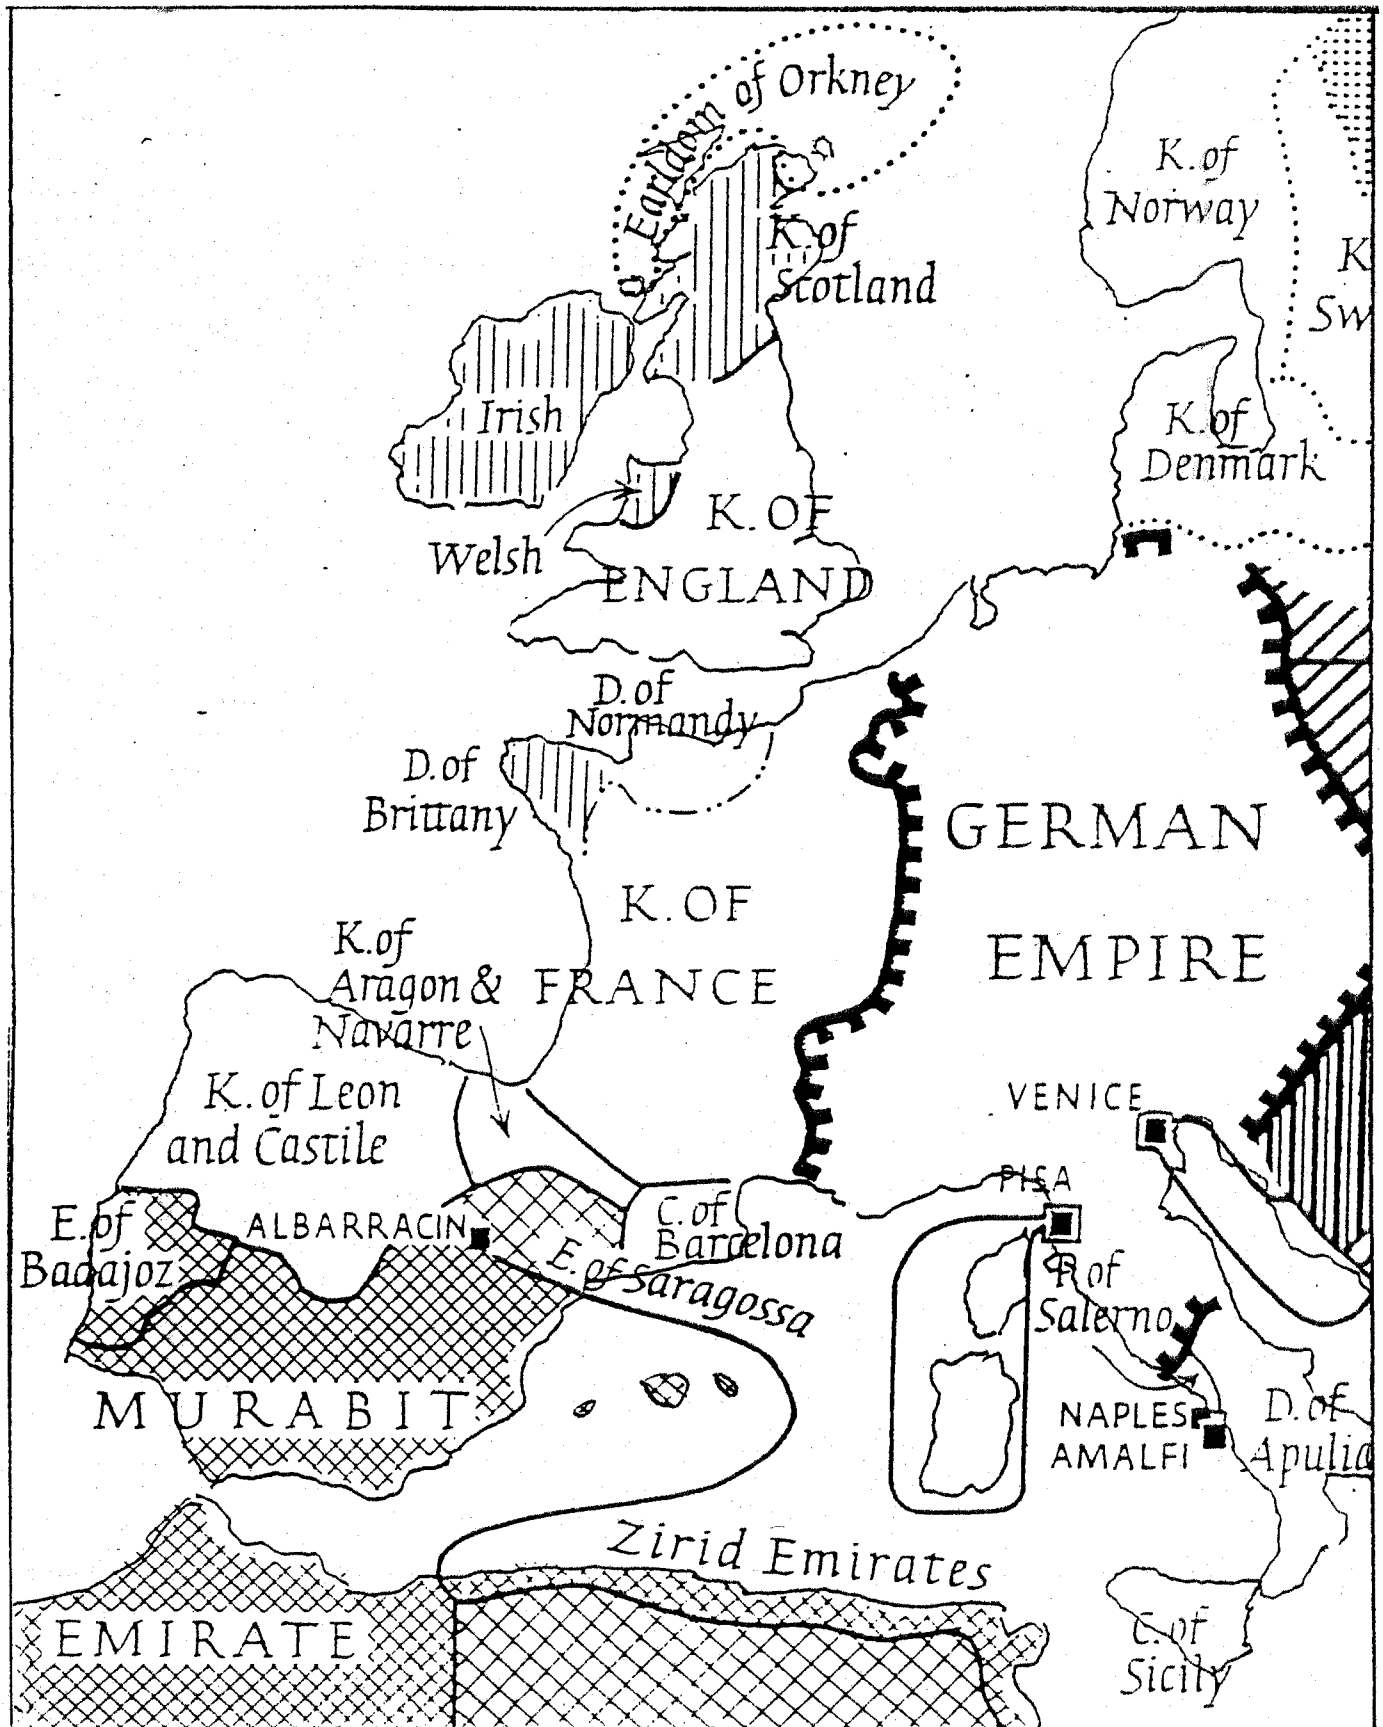 Earldom of Orkney
K. of
Norway
K. of
Scotland
K
Sw
Irish
K. of
Denmark
Welsh
K. OF
ENGLAND
D. of
Normandy
D. of
Brittany
GERMAN
EMPIRE
K. OF
FRANCE
K. of
Aragon &
Navarre
K. of Leon
and Castile
VENICE
PISA
E. of
Badajoz
ALBARRACIN
C. of
Barcelona
E. of Saragossa
P. of
Salerno
MURABIT
NAPLES
AMALFI
D. of
Apulia
Zirid Emirates
EMIRATE
C. of
Sicily